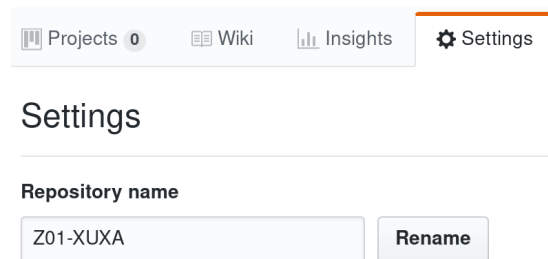 Projects 0 Wiki Insights Settings
Settings
Repository name
Z01-XUXA Rename